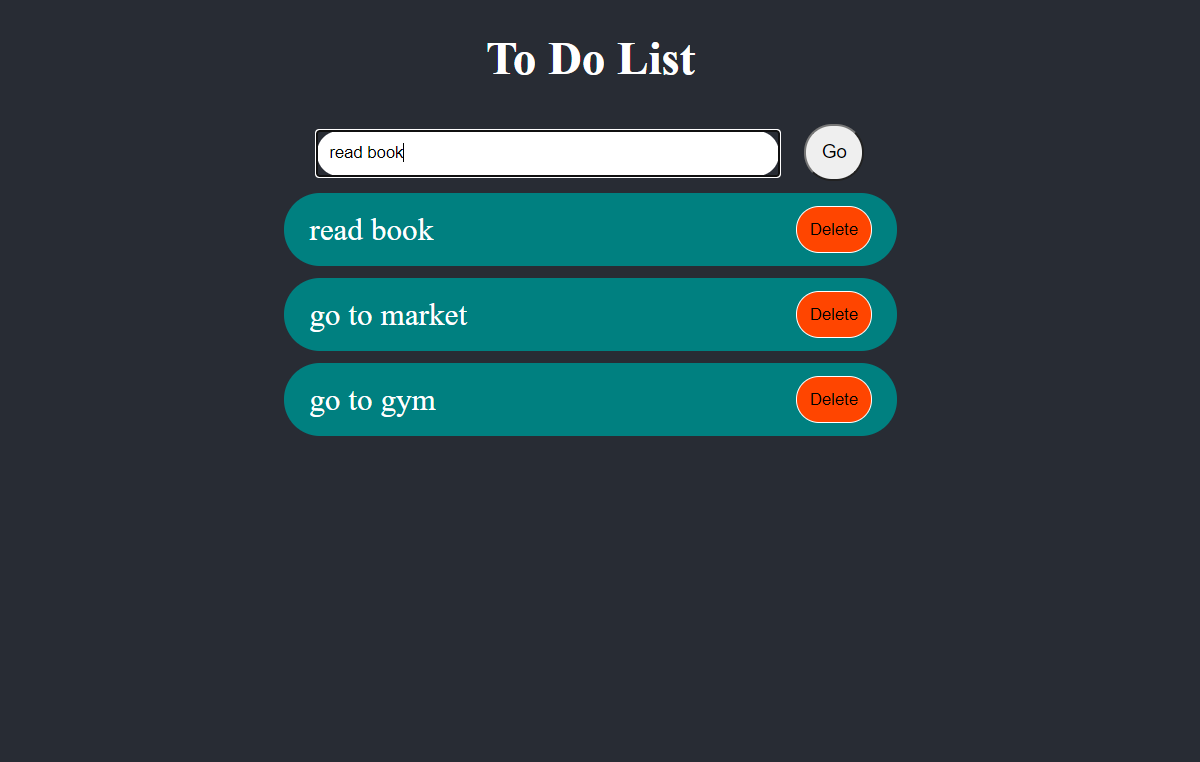 To Do List
read book
Go
read book
Delete
go to market
Delete
go to gym
Delete